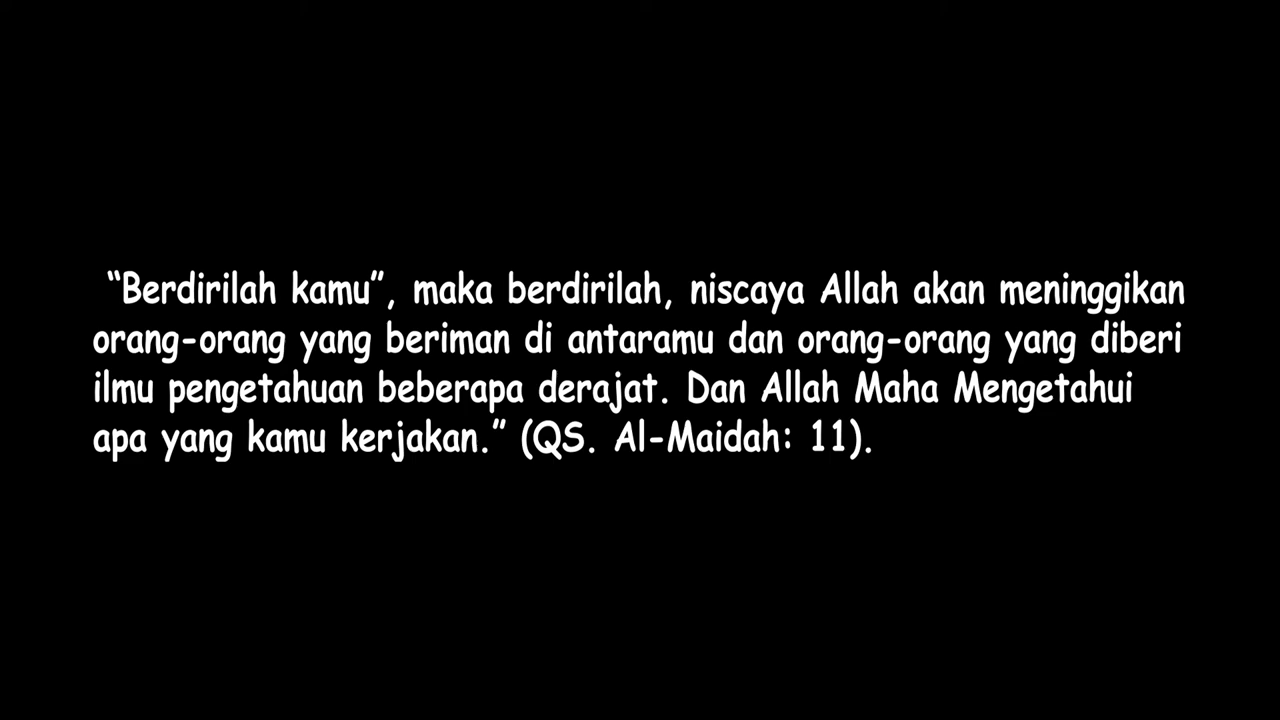 “Berdirilah kamu”, maka berdirilah, niscaya Allah akan meninggikan
orang-orang yang beriman di antaramu dan orang-orang yang diberi
ilmu pengetahuan beberapa derajat. Dan Allah Maha Mengetahui
apa yang kamu kerjakan.” (QS. Al-Maidah: 11).